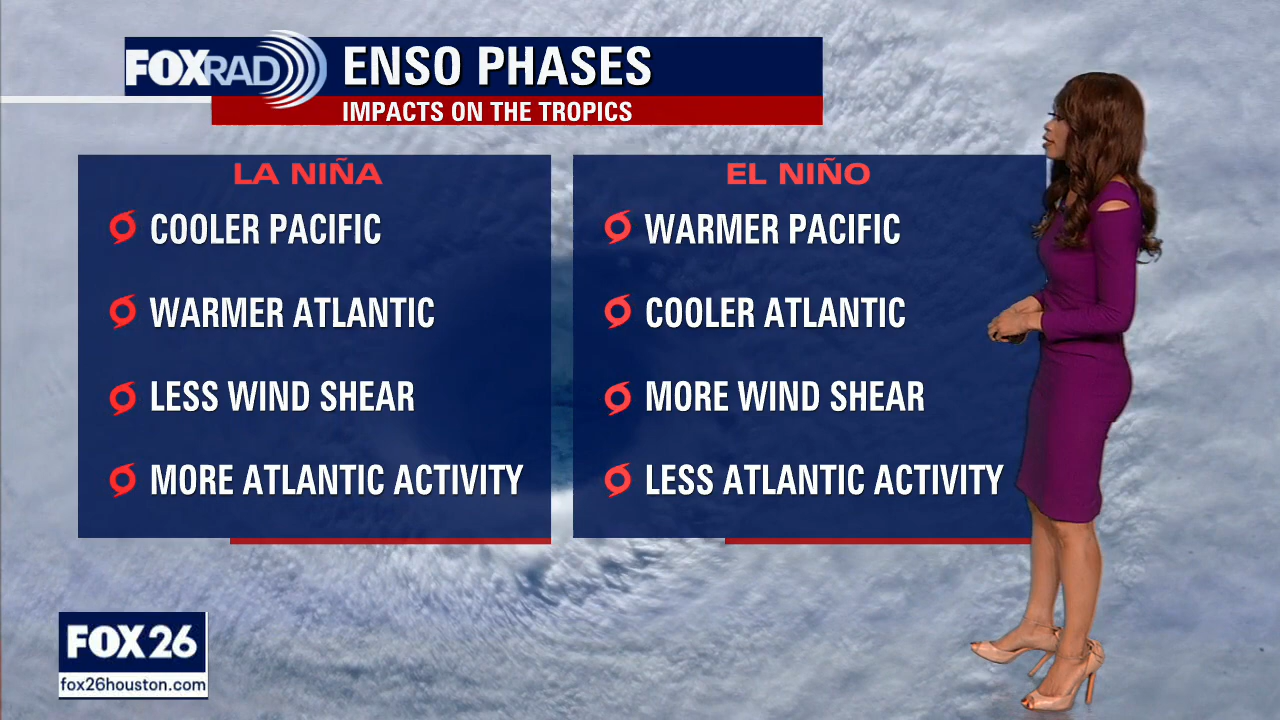 FOXRAD
ENSO PHASES
IMPACTS ON THE TROPICS
LA NIÑA
COOLER PACIFIC
WARMER ATLANTIC
LESS WIND SHEAR
MORE ATLANTIC ACTIVITY
EL NIÑO
WARMER PACIFIC
COOLER ATLANTIC
MORE WIND SHEAR
LESS ATLANTIC ACTIVITY
FOX 26
fox26houston.com